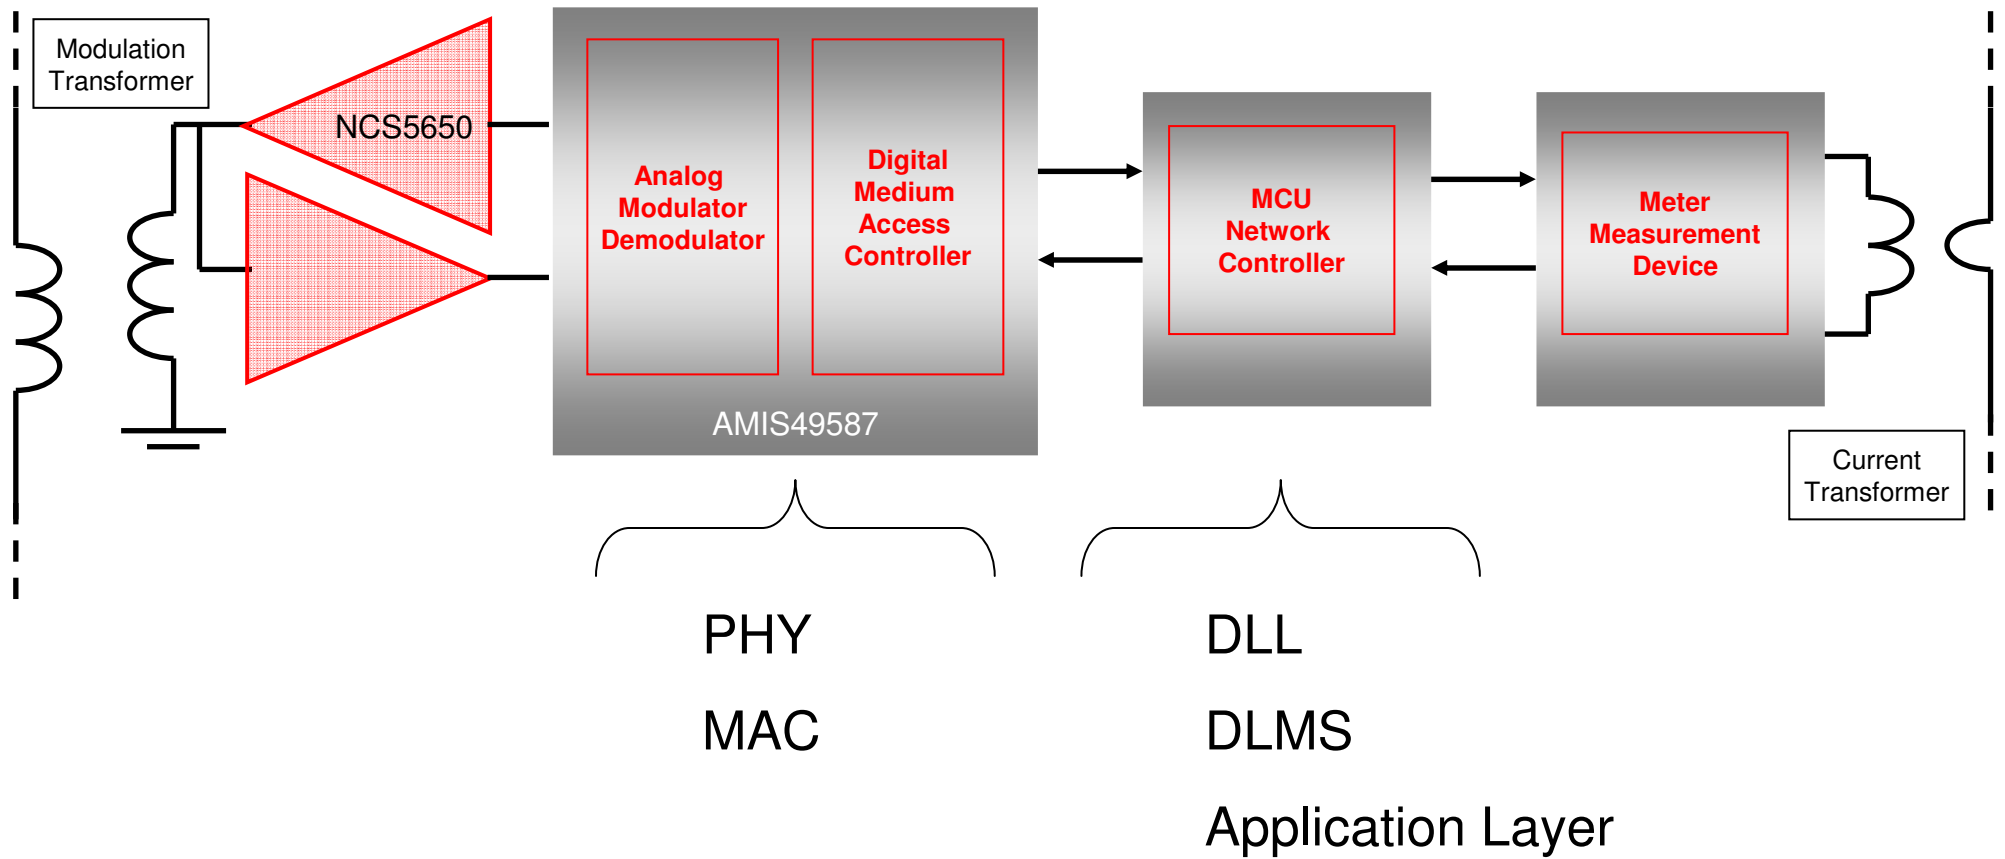 Modulation
Transformer
NCS5650
Analog
Modulator
Demodulator
Digital
Medium
Access
Controller
AMIS49587
MCU
Network
Controller
Meter
Measurement
Device
Current
Transformer
PHY
MAC
DLL
DLMS
Application Layer